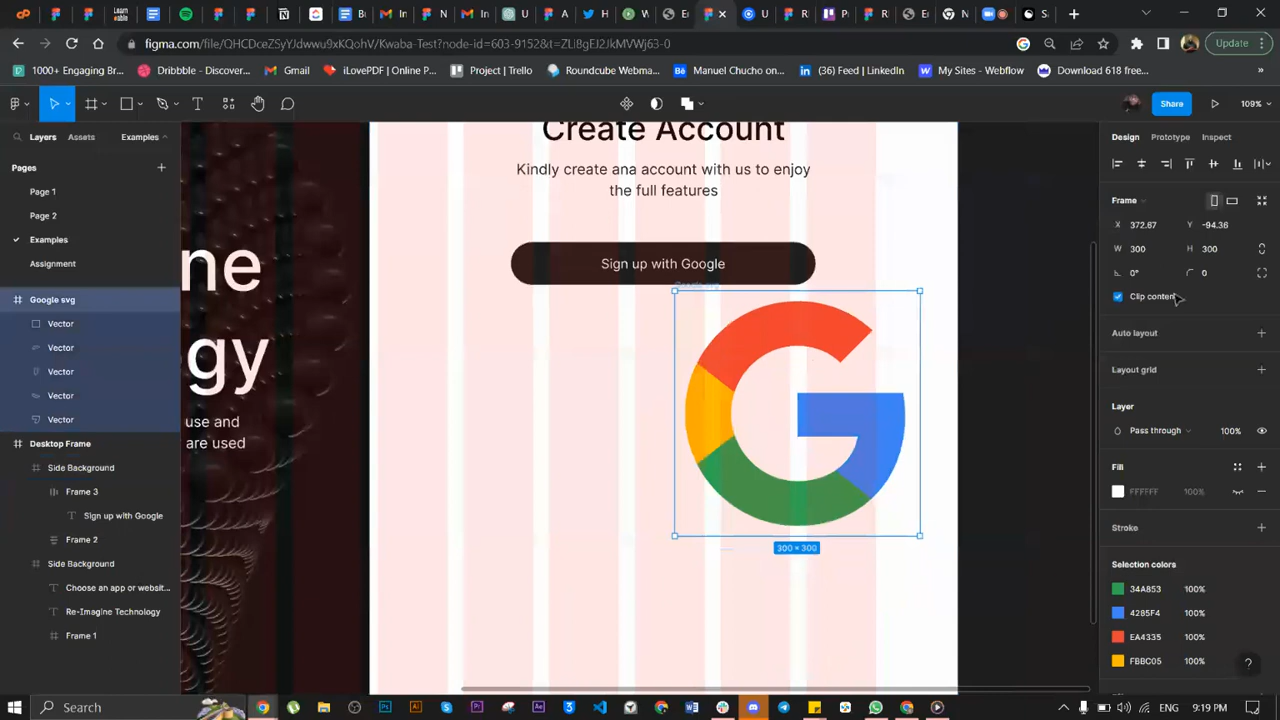 figma.com/file/QHCDceZSyYJdwwu9xKQohV/Kwaba-Test?node-id=603-9152&t=ZLl8gEJ2JkMVWj63-0
Update
1000+ Engaging Br...
Dribbble - Discover...
Gmail
iLovePDF | Online P...
Project | Trello
Roundcube Webma...
Manuel Chucho on...
(36) Feed | LinkedIn
My Sites - Webflow
Download 618 free...
Share
109%
Layers
Assets
Examples
Design
Prototype
Inspect
Pages
Page 1
Page 2
Examples
Assignment
Google svg
Vector
Vector
Vector
Vector
Vector
Desktop Frame
Side Background
Frame 3
Sign up with Google
Frame 2
Side Background
Choose an app or websit...
Re-Imagine Technology
Frame 1
ne
gy
use and
are used
Create Account
Kindly create ana account with us to enjoy
the full features
Sign up with Google
Google svg
300 × 300
Frame
X 372.67 Y -94.36
W 300 H 300
0° 0
Clip content
Auto layout
Layout grid
Layer
Pass through 100%
Fill
FFFFFF 100%
Stroke
Selection colors
34A853 100%
4285F4 100%
EA4335 100%
FBBC05 100%
?
Search
ENG
9:19 PM